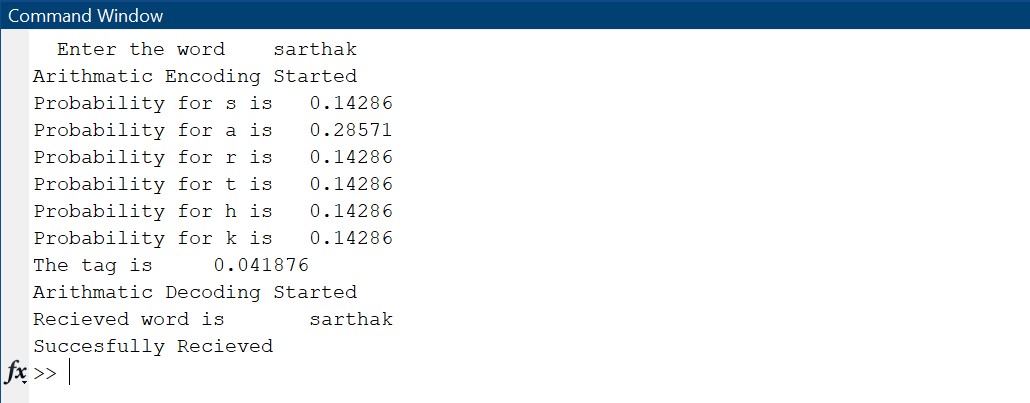 Command Window
Enter the word    sarthak
Arithmatic Encoding Started
Probability for s is   0.14286
Probability for a is   0.28571
Probability for r is   0.14286
Probability for t is   0.14286
Probability for h is   0.14286
Probability for k is   0.14286
The tag is     0.041876
Arithmatic Decoding Started
Recieved word is       sarthak
Succesfully Recieved
fx >>